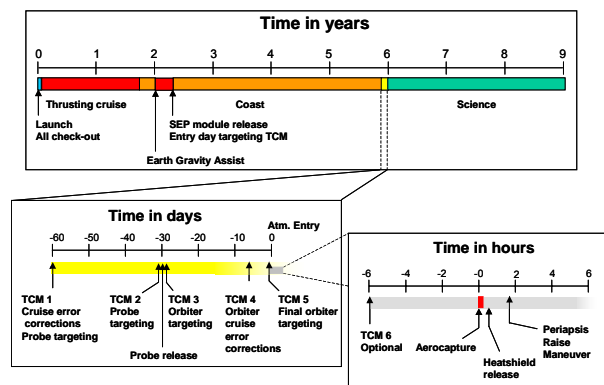 Time in years
0 1 2 3 4 5 6 7 8 9
Thrusting cruise
Coast
Science
Launch
All check-out
SEP module release
Entry day targeting TCM
Earth Gravity Assist
Time in days
Atm. Entry
-60 -50 -40 -30 -20 -10 0
TCM 1
Cruise error
corrections
Probe targeting
TCM 2
Probe
targeting
TCM 3
Orbiter
targeting
TCM 4
Orbiter
cruise
error
corrections
TCM 5
Final orbiter
targeting
Probe release
Time in hours
-6 -4 -2 -0 2 4 6
TCM 6
Optional
Aerocapture
Heatshield
release
Periapsis
Raise
Maneuver